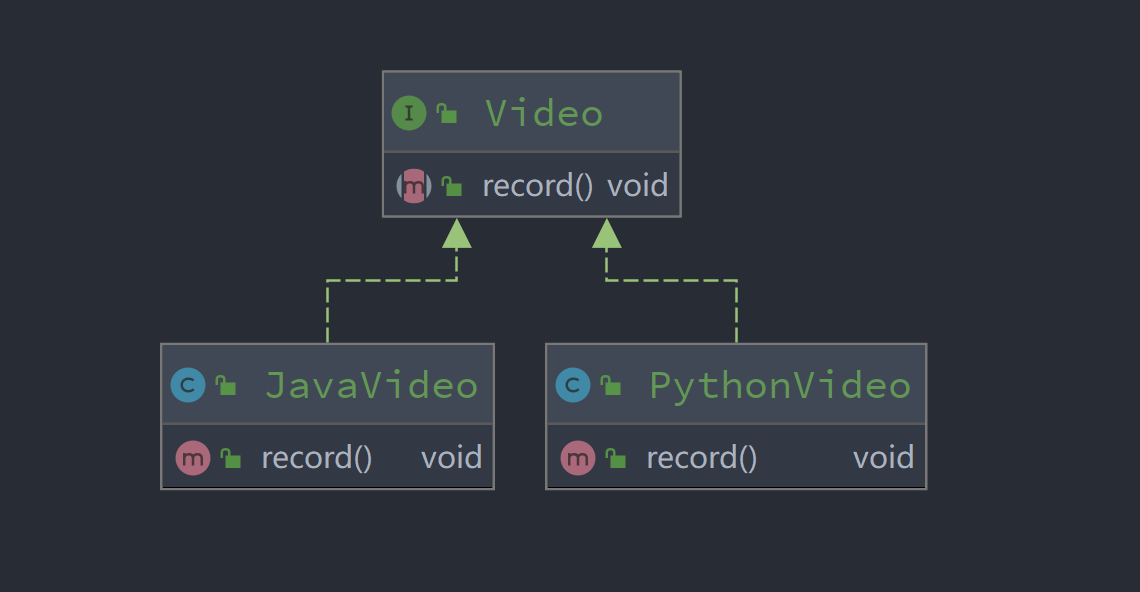 I Video
m record() void
C JavaVideo
m record() void
C PythonVideo
m record() void